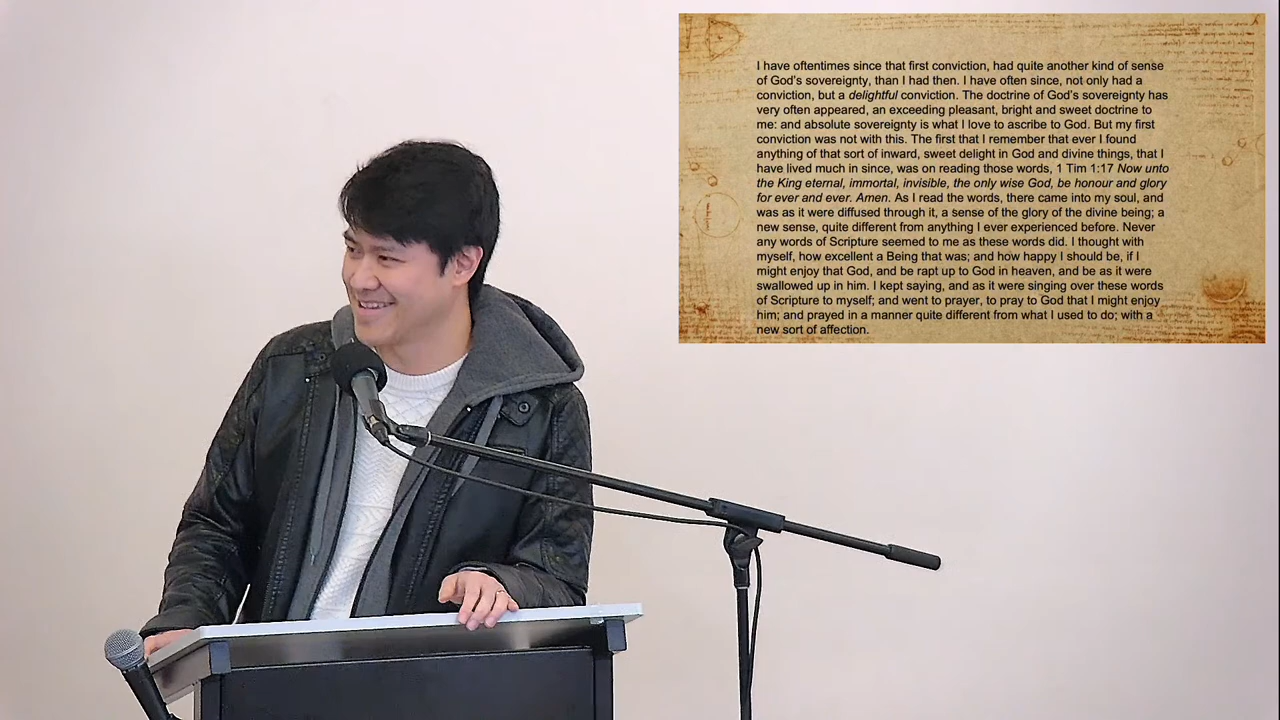 I have oftentimes since that first conviction, had quite another kind of sense
of God's sovereignty, than I had then. I have often since, not only had a
conviction, but a delightful conviction. The doctrine of God's sovereignty has
very often appeared, an exceeding pleasant, bright and sweet doctrine to
me: and absolute sovereignty is what I love to ascribe to God. But my first
conviction was not with this. The first that I remember that ever I found
anything of that sort of inward, sweet delight in God and divine things, that I
have lived much in since, was on reading those words, 1 Tim 1:17 Now unto
the King eternal, immortal, invisible, the only wise God, be honour and glory
for ever and ever. Amen. As I read the words, there came into my soul, and
was as it were diffused through it, a sense of the glory of the divine being; a
new sense, quite different from anything I ever experienced before. Never
any words of Scripture seemed to me as these words did. I thought with
myself, how excellent a Being that was; and how happy I should be, if I
might enjoy that God, and be rapt up to God in heaven, and be as it were
swallowed up in him. I kept saying, and as it were singing over these words
of Scripture to myself; and went to prayer, to pray to God that I might enjoy
him; and prayed in a manner quite different from what I used to do; with a
new sort of affection.